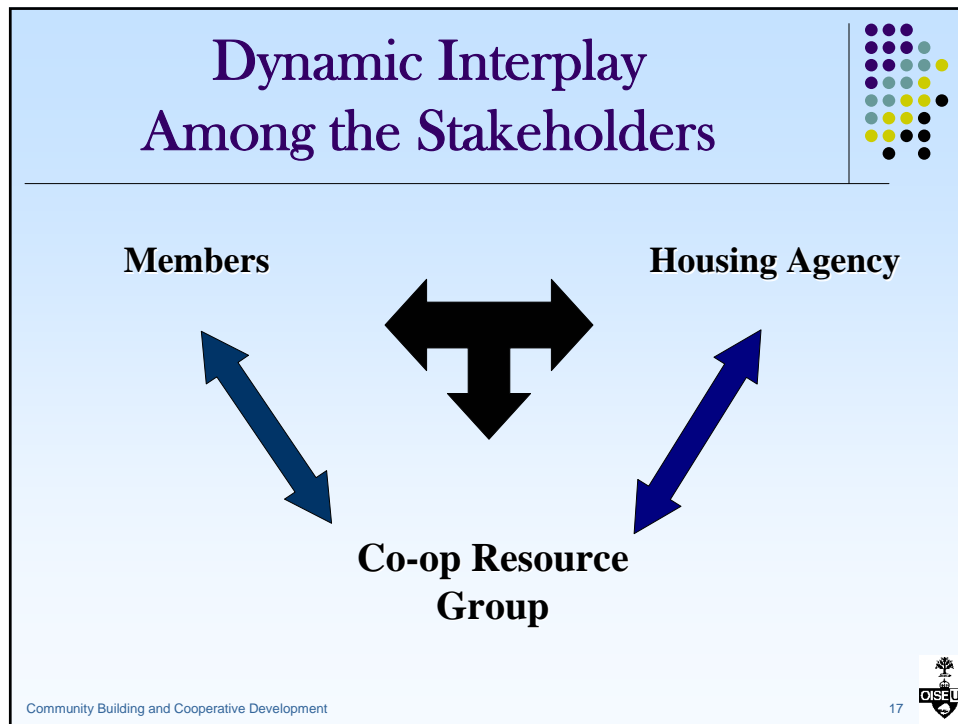 Dynamic Interplay
Among the Stakeholders
Members
Housing Agency
Co-op Resource
Group
Community Building and Cooperative Development
17
OISE U